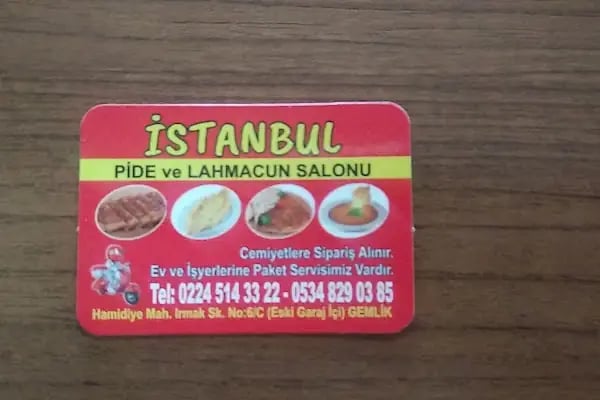 İSTANBUL
PİDE ve LAHMACUN SALONU
Cemiyetlere Sipariş Alınır.
Ev ve İşyerlerine Paket Servisimiz Vardır.
Tel: 0224 514 33 22 - 0534 829 03 85
Hamidiye Mah. Irmak Sk. No:6/C (Eski Garaj İçi) GEMLİK